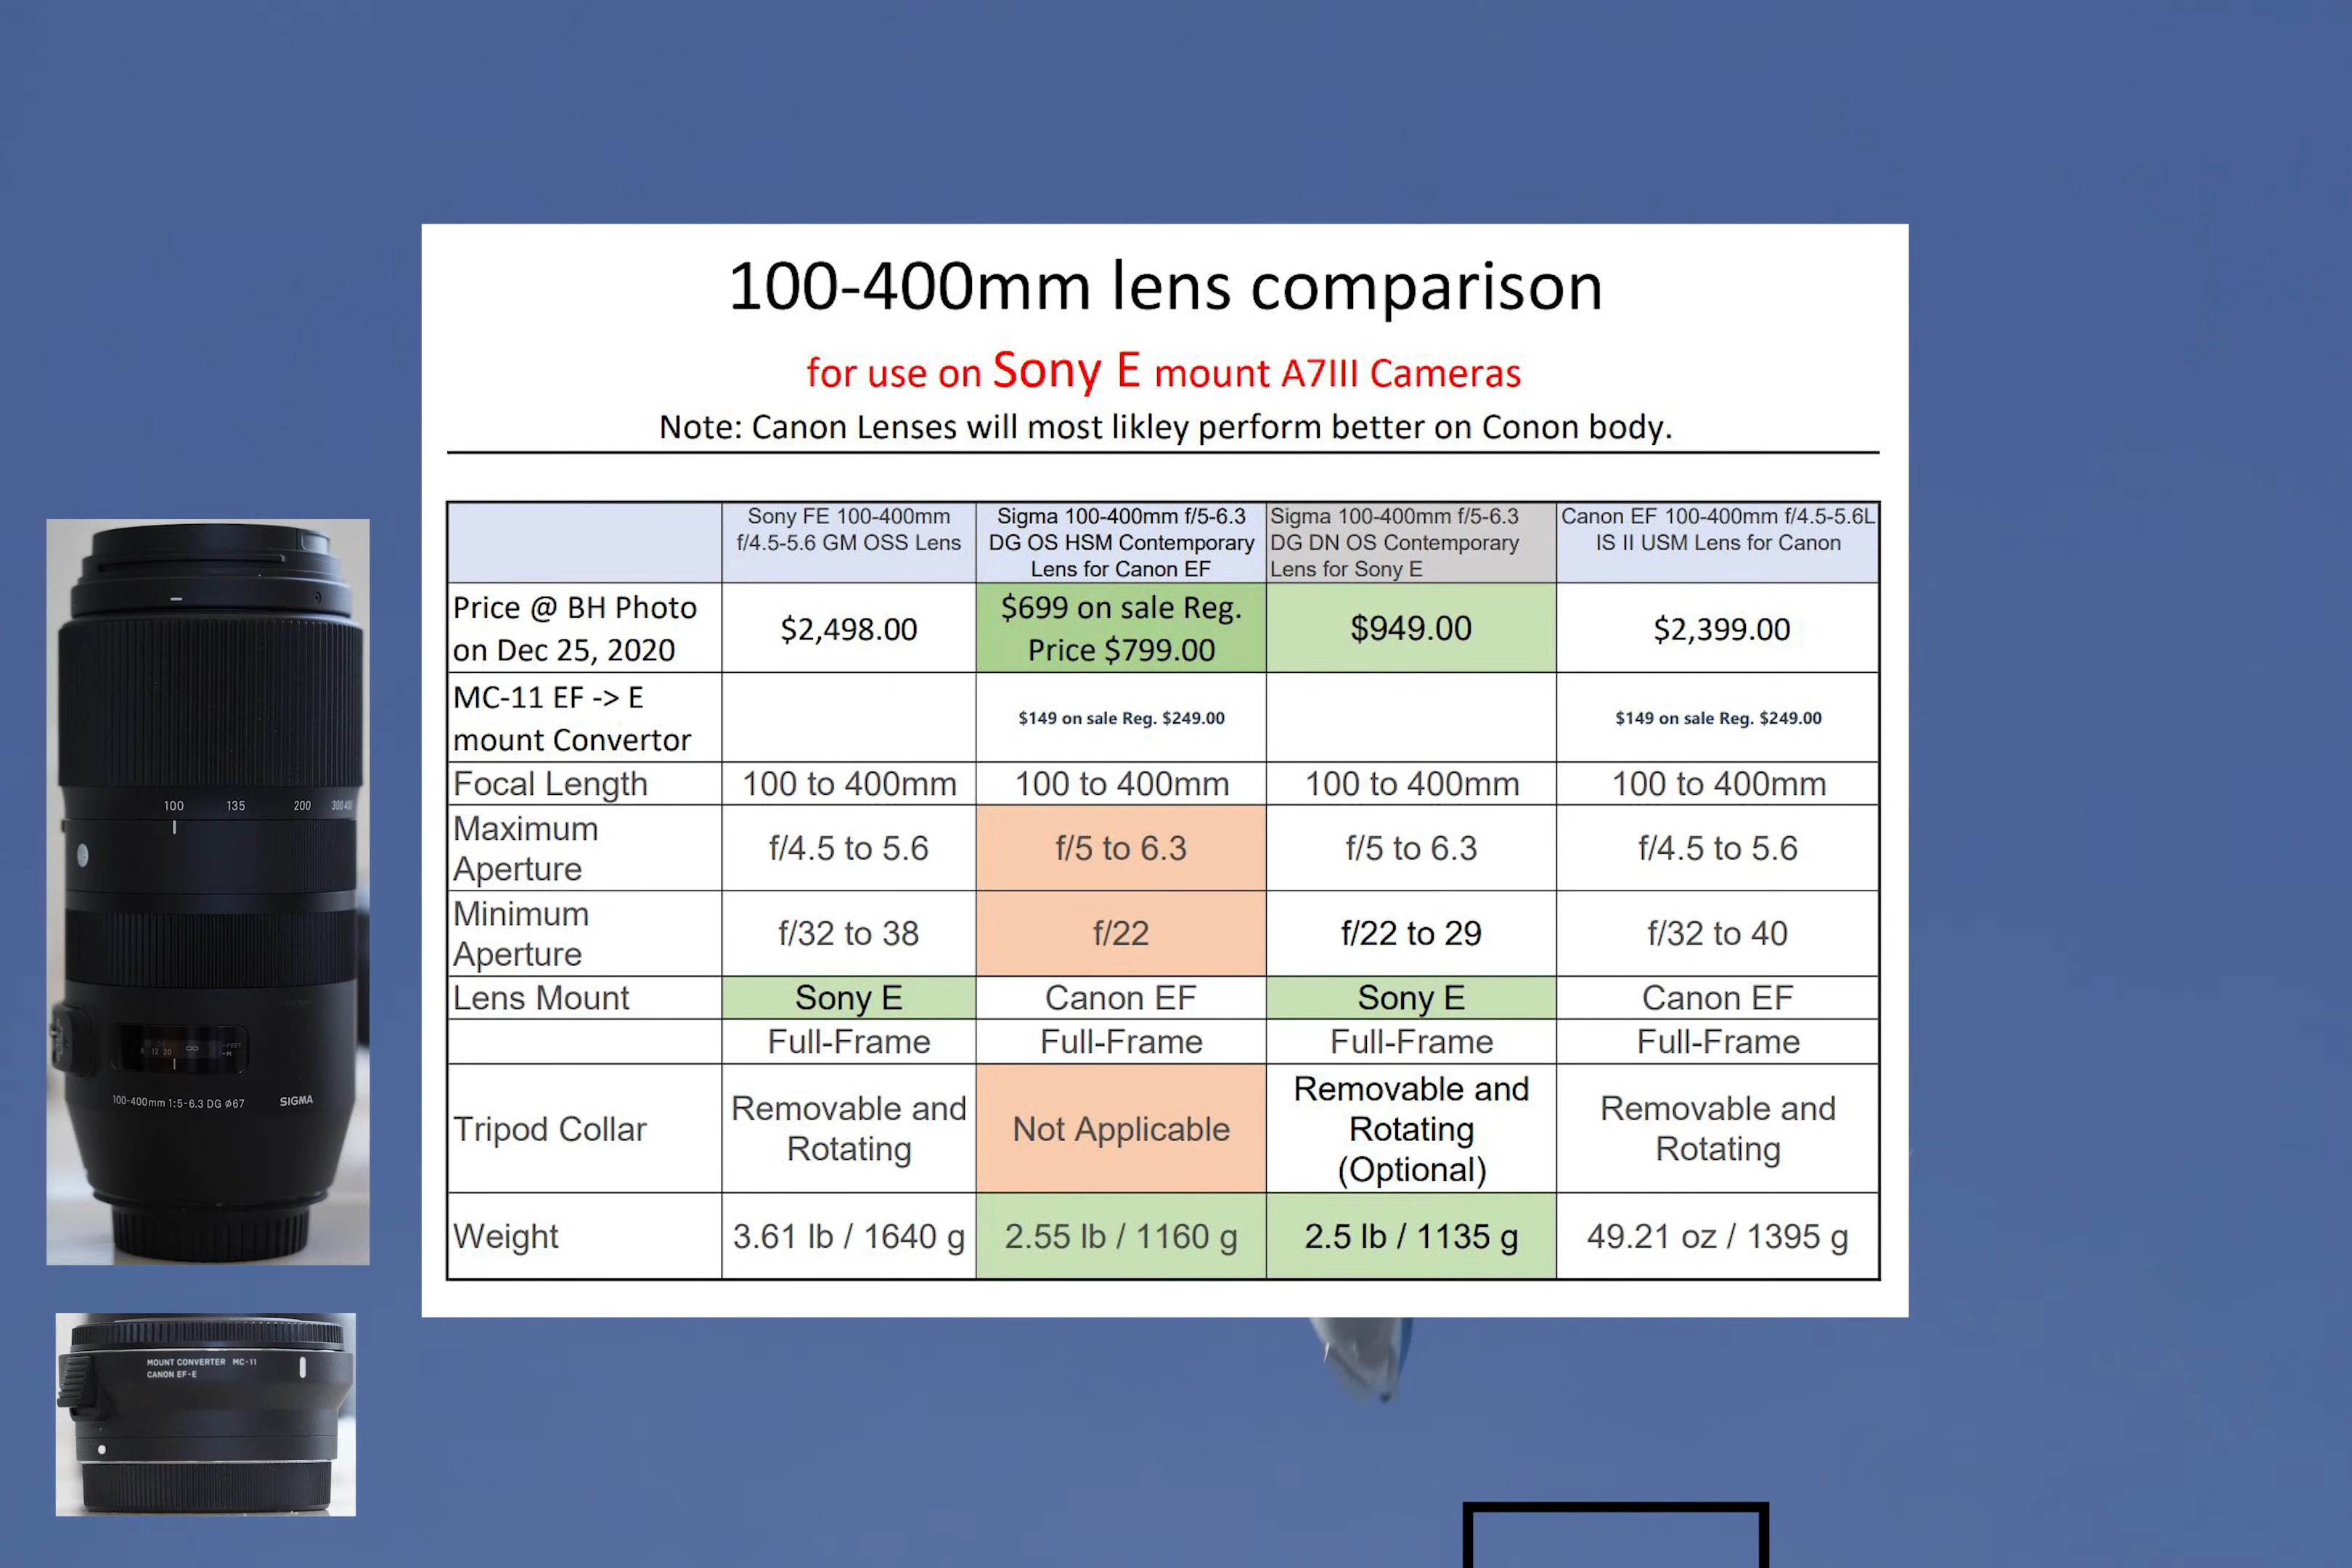 100-400mm lens comparison
for use on Sony E mount A7III Cameras
Note: Canon Lenses will most likley perform better on Conon body.
Sony FE 100-400mm
f/4.5-5.6 GM OSS Lens
Sigma 100-400mm f/5-6.3
DG OS HSM Contemporary
Lens for Canon EF
Sigma 100-400mm f/5-6.3
DG DN OS Contemporary
Lens for Sony E
Canon EF 100-400mm f/4.5-5.6L
IS II USM Lens for Canon
Price @ BH Photo
on Dec 25, 2020
$2,498.00
$699 on sale Reg.
Price $799.00
$949.00
$2,399.00
MC-11 EF -> E
mount Convertor
$149 on sale Reg. $249.00
$149 on sale Reg. $249.00
Focal Length
100 to 400mm
100 to 400mm
100 to 400mm
100 to 400mm
Maximum
Aperture
f/4.5 to 5.6
f/5 to 6.3
f/5 to 6.3
f/4.5 to 5.6
Minimum
Aperture
f/32 to 38
f/22
f/22 to 29
f/32 to 40
Lens Mount
Sony E
Canon EF
Sony E
Canon EF
Full-Frame
Full-Frame
Full-Frame
Full-Frame
Tripod Collar
Removable and
Rotating
Not Applicable
Removable and
Rotating
(Optional)
Removable and
Rotating
Weight
3.61 lb / 1640 g
2.55 lb / 1160 g
2.5 lb / 1135 g
49.21 oz / 1395 g
100 135 200 300 400
8 12 20 ∞ FEET
M
100-400mm 1:5-6.3 DG ø67 SIGMA
MOUNT CONVERTER MC-11
CANON EF-E